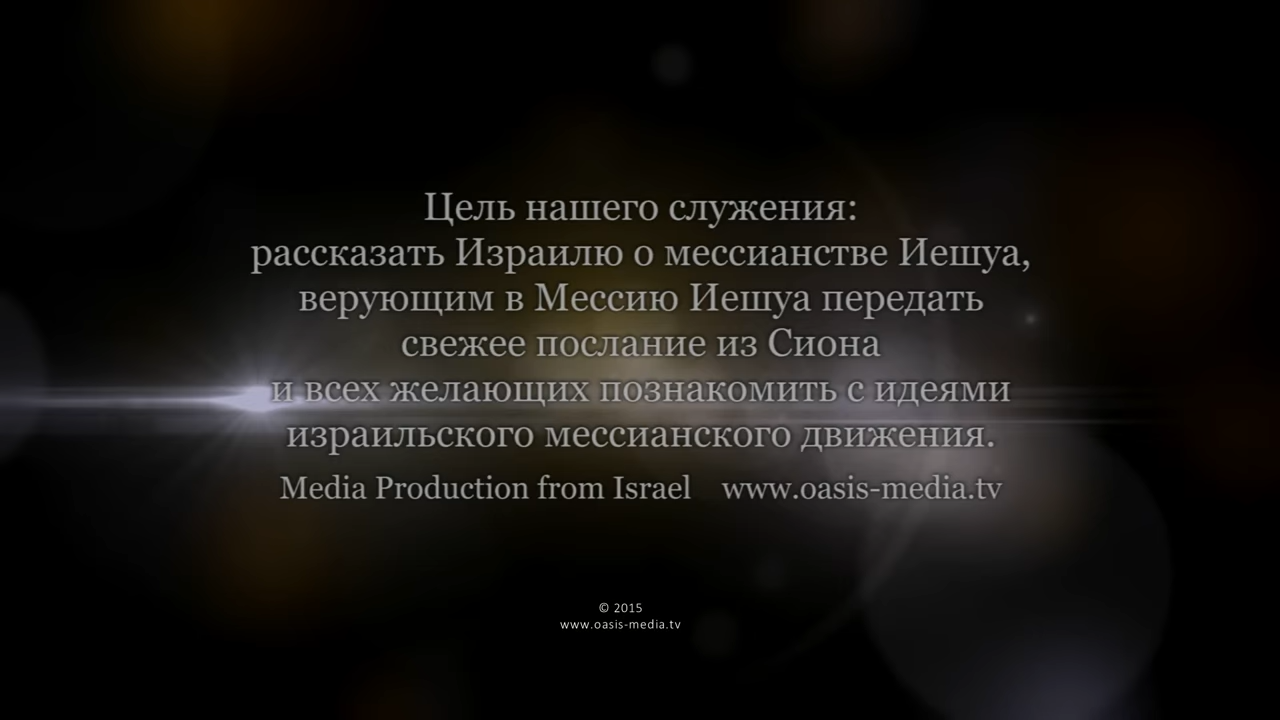 Цель нашего служения:
рассказать Израилю о мессианстве Иешуа,
верующим в Мессию Иешуа передать
свежее послание из Сиона
и всех желающих познакомить с идеями
израильского мессианского движения.
Media Production from Israel www.oasis-media.tv
© 2015
www.oasis-media.tv